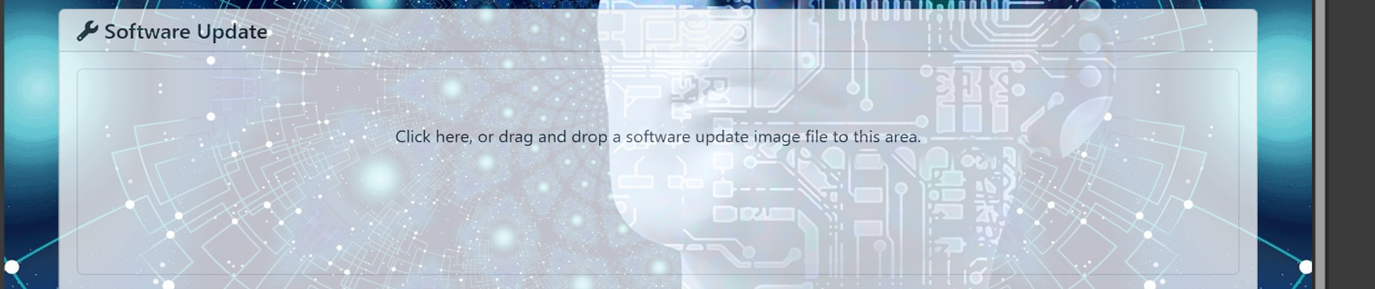 Software Update
Click here, or drag and drop a software update image file to this area.